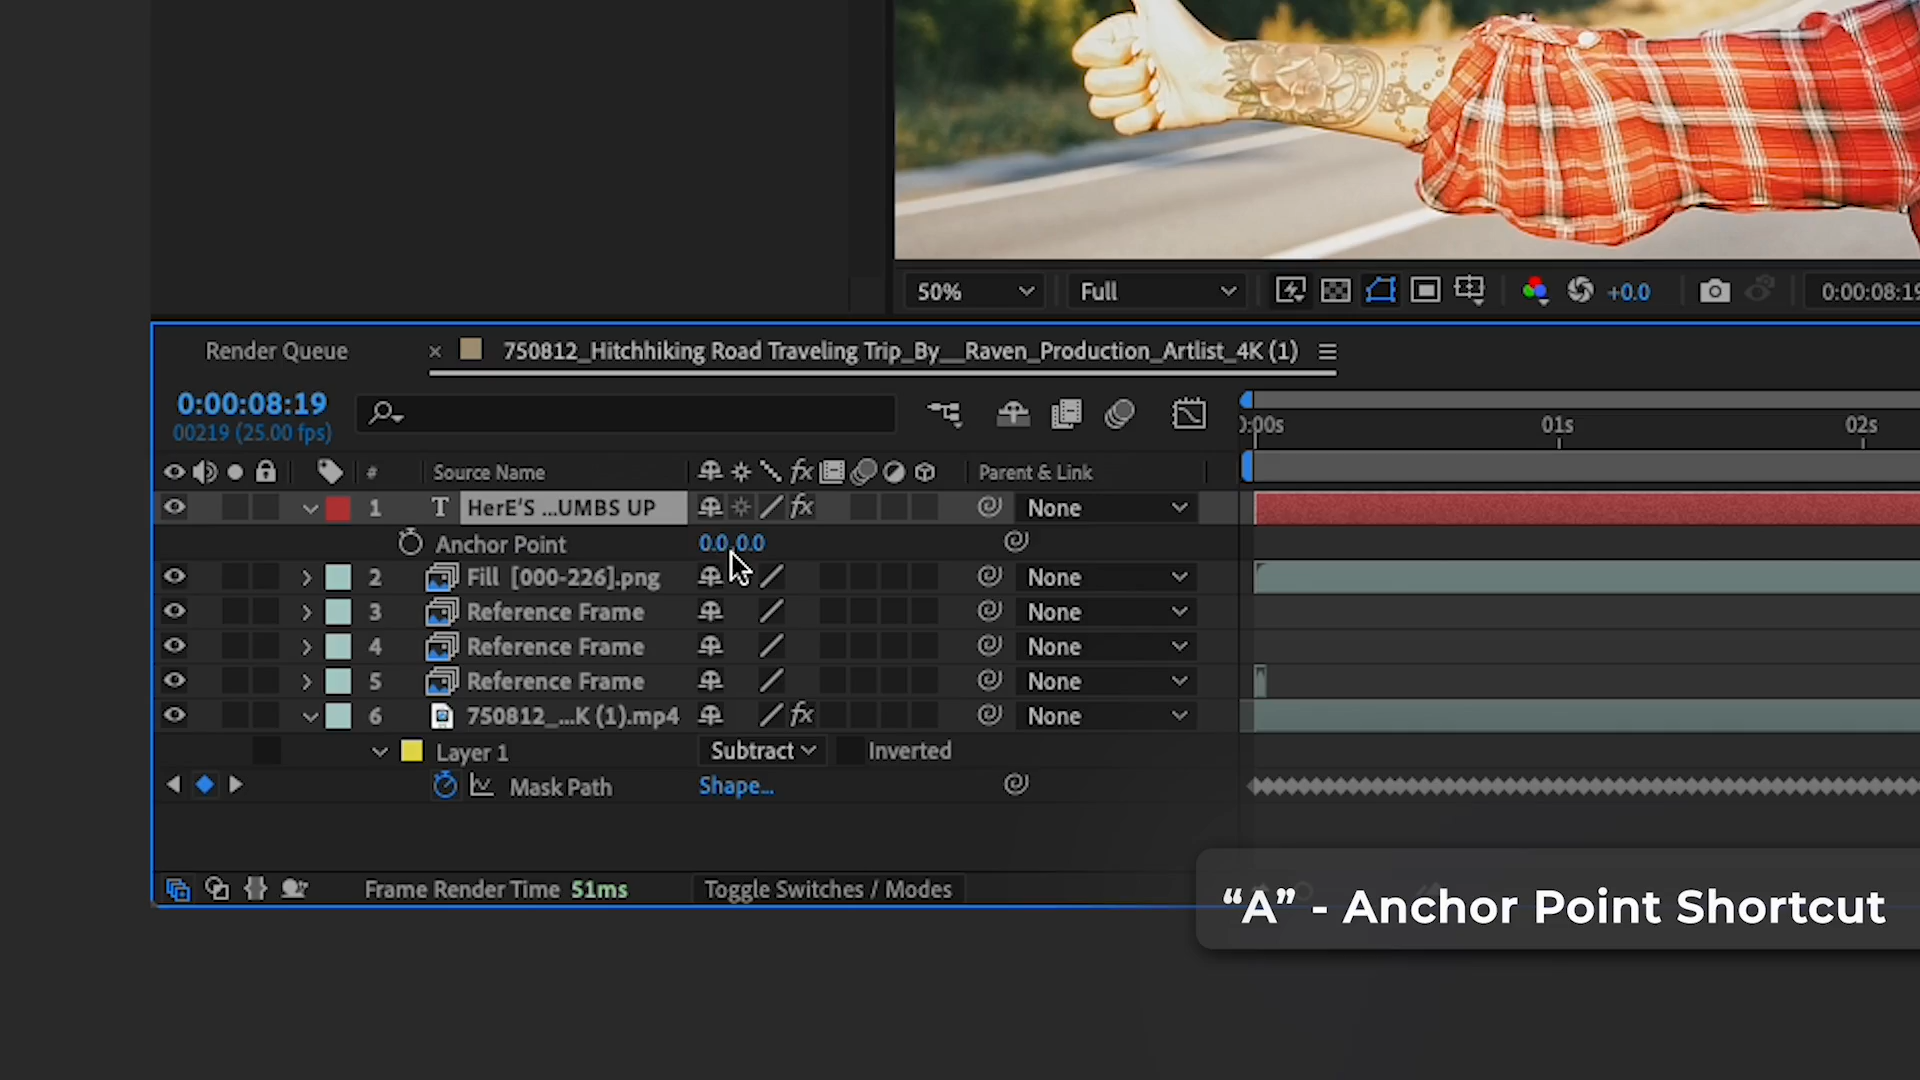 50%
Full
+0.0
0:00:08:19
Render Queue
× 750812_Hitchhiking Road Traveling Trip_By__Raven_Production_Artlist_4K (1)
0:00:08:19
00219 (25.00 fps)
0:00s
01s
02s
#
Source Name
fx
Parent & Link
1
T
HerE'S ...UMBS UP
fx
None
Anchor Point
0.0,0.0
2
Fill [000-226].png
None
3
Reference Frame
None
4
Reference Frame
None
5
Reference Frame
None
6
750812_...K (1).mp4
fx
None
Layer 1
Subtract
Inverted
Mask Path
Shape...
Frame Render Time 51ms
Toggle Switches / Modes
“A” - Anchor Point Shortcut